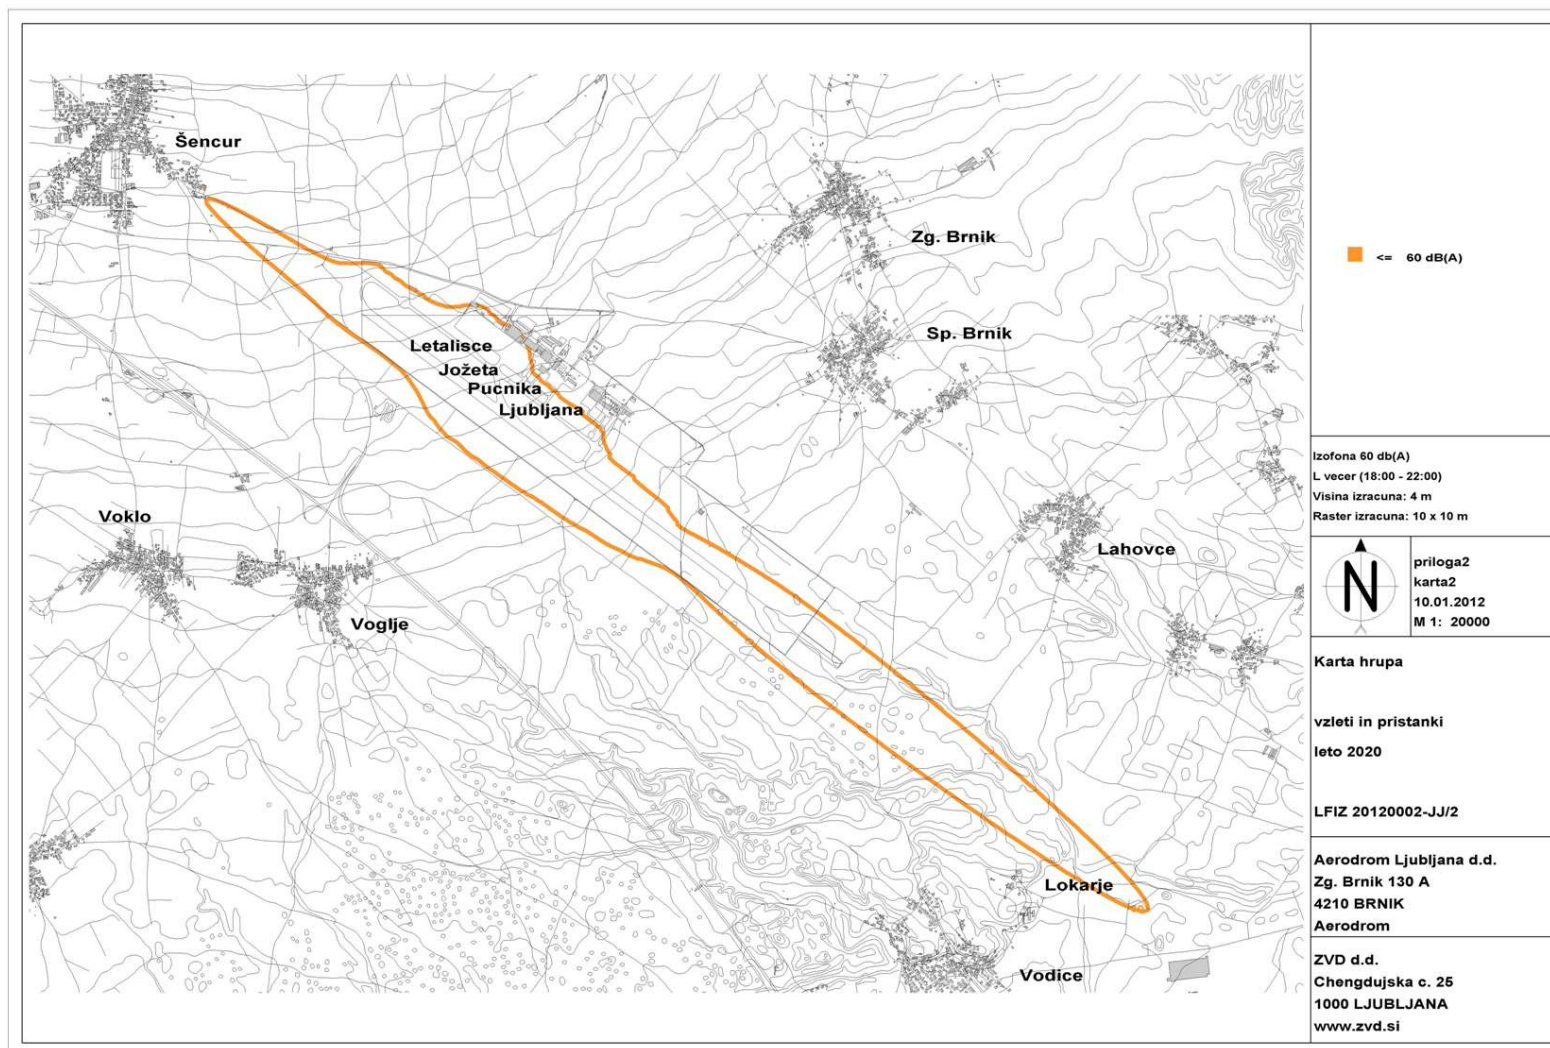 Šencur
Zg. Brnik
Sp. Brnik
Letalisce
Jožeta
Pucnika
Ljubljana
Voklo
Voglje
Lahovce
Lokarje
Vodice
<= 60 dB(A)
Izofona 60 db(A)
L vecer (18:00 - 22:00)
Visina izracuna: 4 m
Raster izracuna: 10 x 10 m
N
priloga2
karta2
10.01.2012
M 1: 20000
Karta hrupa
vzleti in pristanki
leto 2020
LFIZ 20120002-JJ/2
Aerodrom Ljubljana d.d.
Zg. Brnik 130 A
4210 BRNIK
Aerodrom
ZVD d.d.
Chengdujska c. 25
1000 LJUBLJANA
www.zvd.si